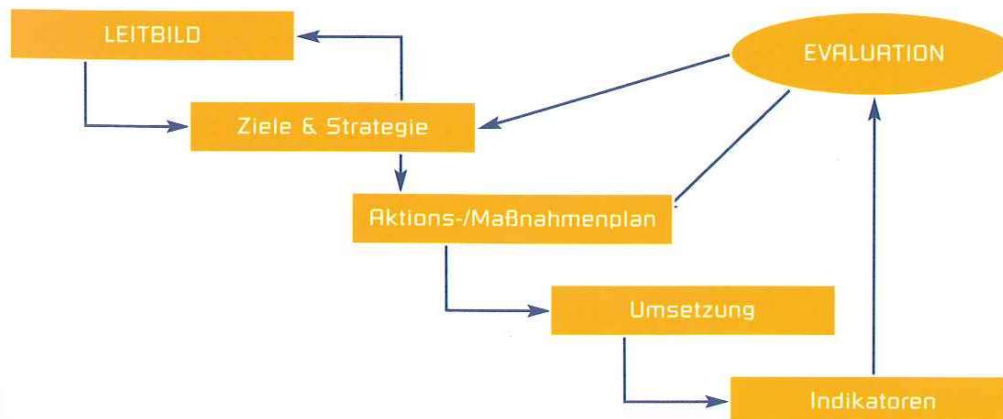 LEITBILD
EVALUATION
Ziele & Strategie
Aktions-/Maßnahmenplan
Umsetzung
Indikatoren